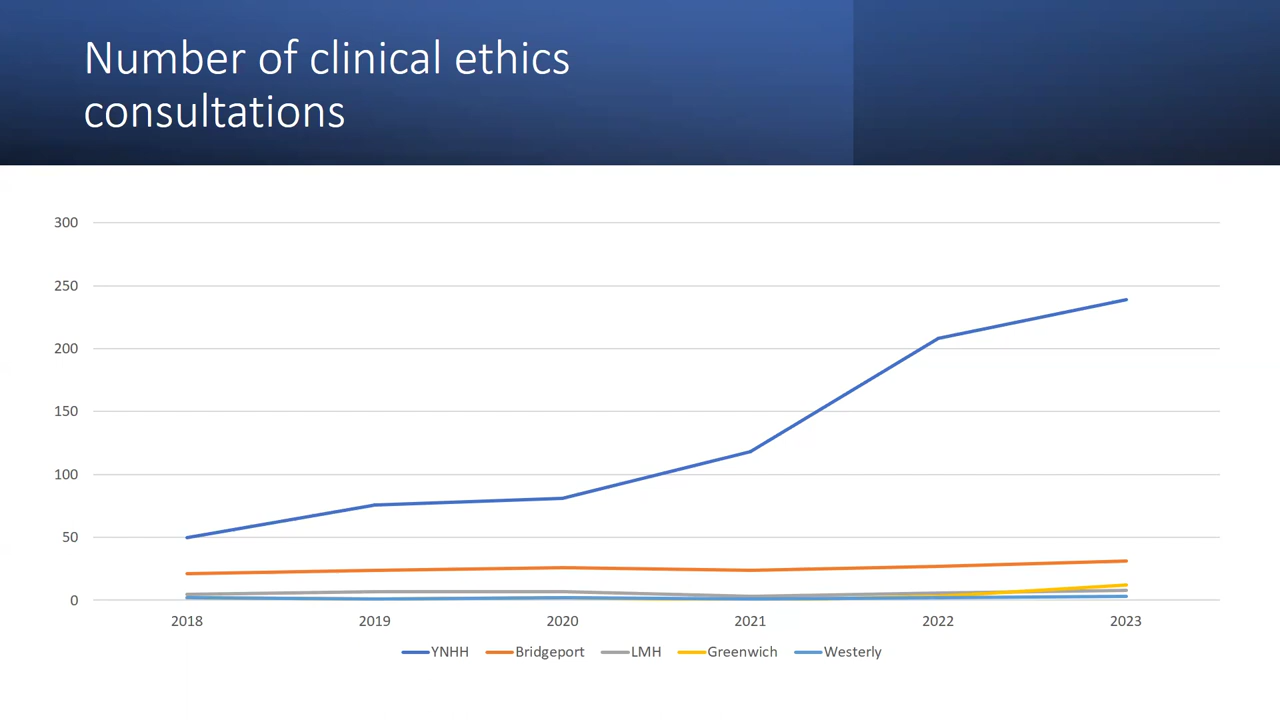 Number of clinical ethics
consultations
300
250
200
150
100
50
0
2018 2019 2020 2021 2022 2023
YNHH Bridgeport LMH Greenwich Westerly